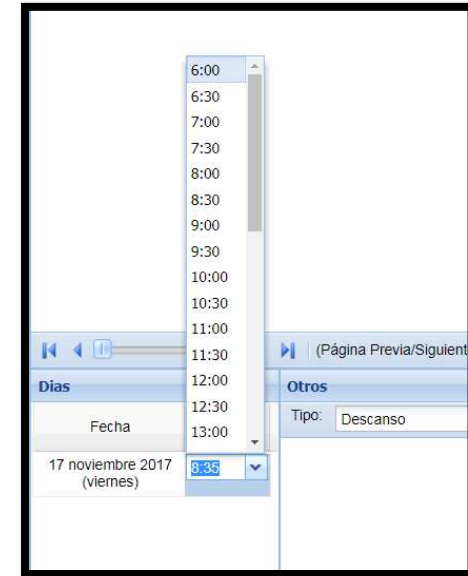 6:00
6:30
7:00
7:30
8:00
8:30
9:00
9:30
10:00
10:30
11:00
11:30
12:00
12:30
13:00
(Página Previa/Siguient
Dias
Otros
Fecha
Tipo: Descanso
17 noviembre 2017
(viernes)
8:35